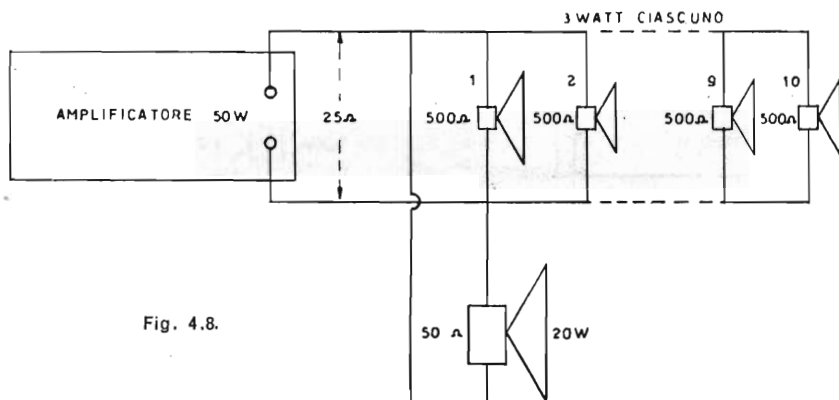 3 WATT CIASCUNO
1
2
9
10
AMPLIFICATORE 50W
25Ω
500Ω
500Ω
500Ω
500Ω
50 Ω
20W
Fig. 4.8.